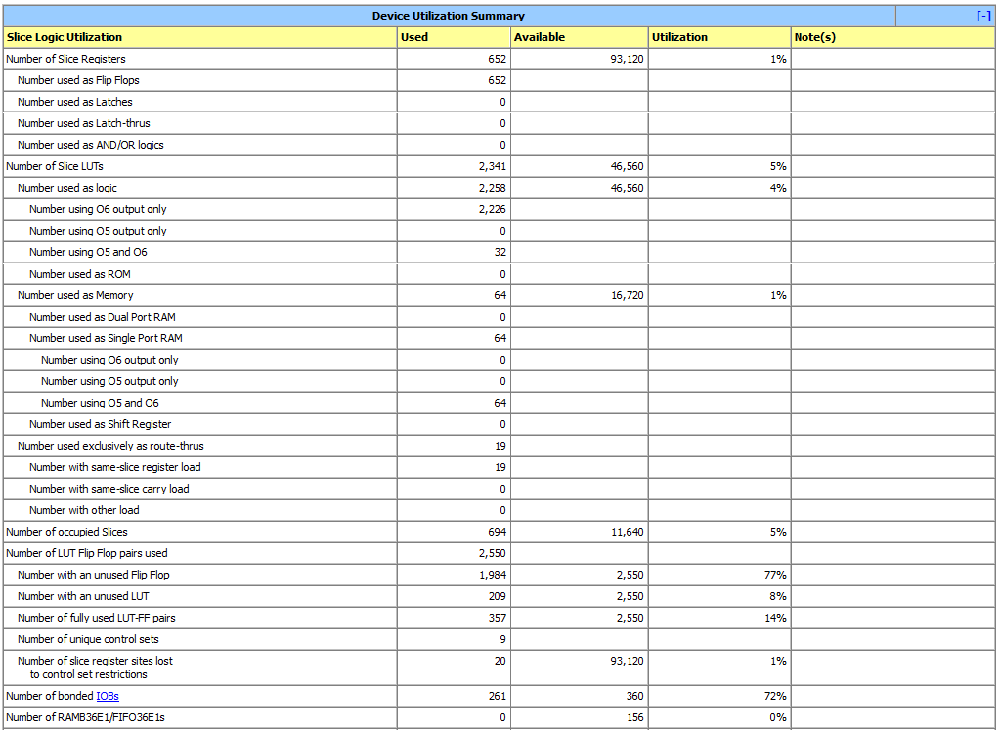 Device Utilization Summary [-]
Slice Logic Utilization Used Available Utilization Note(s)
Number of Slice Registers 652 93,120 1%
Number used as Flip Flops 652
Number used as Latches 0
Number used as Latch-thrus 0
Number used as AND/OR logics 0
Number of Slice LUTs 2,341 46,560 5%
Number used as logic 2,258 46,560 4%
Number using O6 output only 2,226
Number using O5 output only 0
Number using O5 and O6 32
Number used as ROM 0
Number used as Memory 64 16,720 1%
Number used as Dual Port RAM 0
Number used as Single Port RAM 64
Number using O6 output only 0
Number using O5 output only 0
Number using O5 and O6 64
Number used as Shift Register 0
Number used exclusively as route-thrus 19
Number with same-slice register load 19
Number with same-slice carry load 0
Number with other load 0
Number of occupied Slices 694 11,640 5%
Number of LUT Flip Flop pairs used 2,550
Number with an unused Flip Flop 1,984 2,550 77%
Number with an unused LUT 209 2,550 8%
Number of fully used LUT-FF pairs 357 2,550 14%
Number of unique control sets 9
Number of slice register sites lost 20 93,120 1%
to control set restrictions
Number of bonded IOBs 261 360 72%
Number of RAMB36E1/FIFO36E1s 0 156 0%